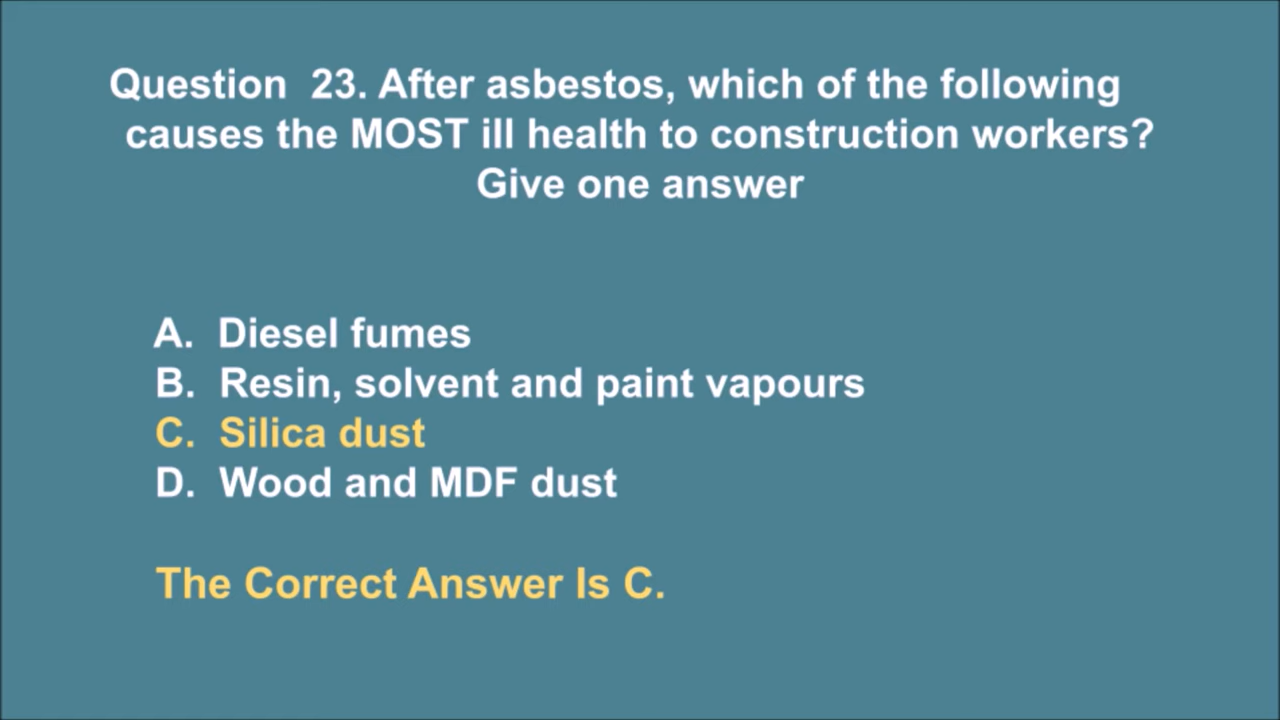 Question  23. After asbestos, which of the following
causes the MOST ill health to construction workers?
Give one answer
A.  Diesel fumes
B.  Resin, solvent and paint vapours
C.  Silica dust
D.  Wood and MDF dust
The Correct Answer Is C.